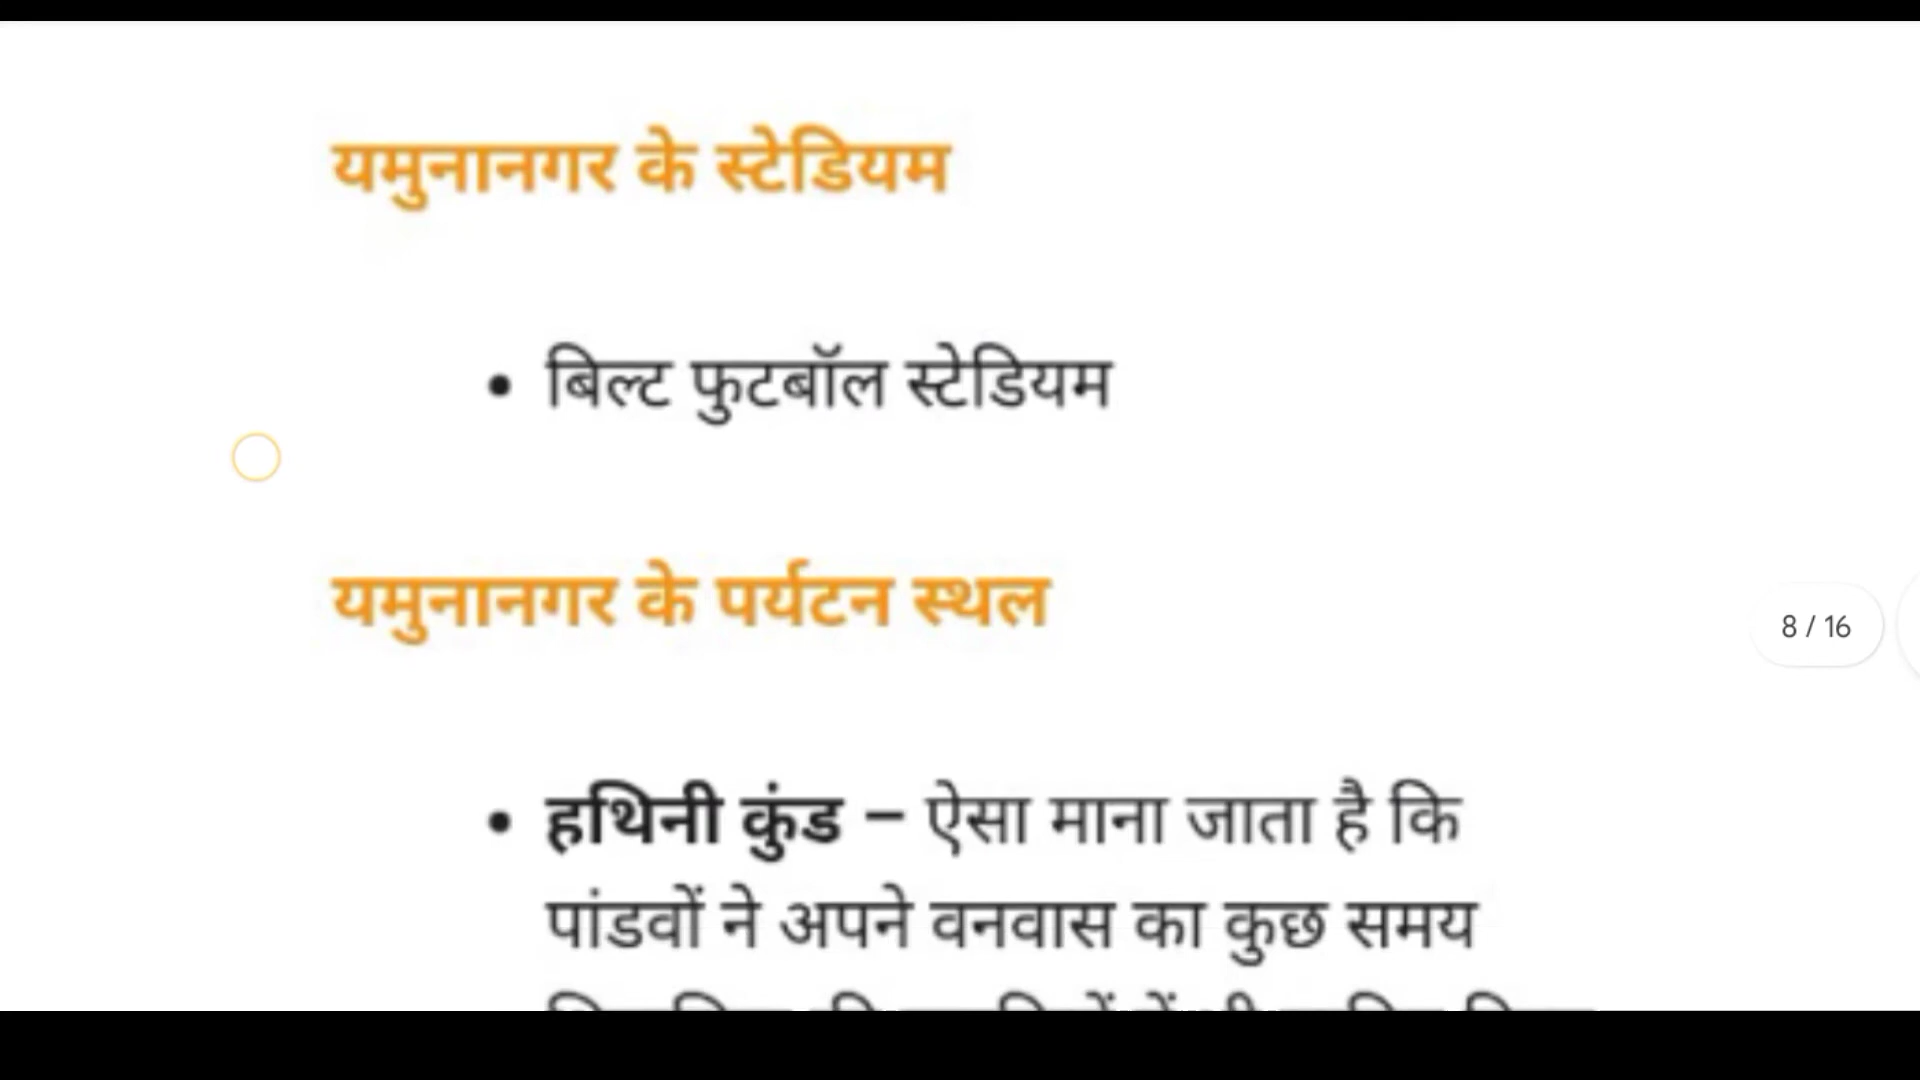 यमुनानगर के स्टेडियम
• बिल्ट फुटबॉल स्टेडियम
यमुनानगर के पर्यटन स्थल
8 / 16
• हथिनी कुंड – ऐसा माना जाता है कि
पांडवों ने अपने वनवास का कुछ समय